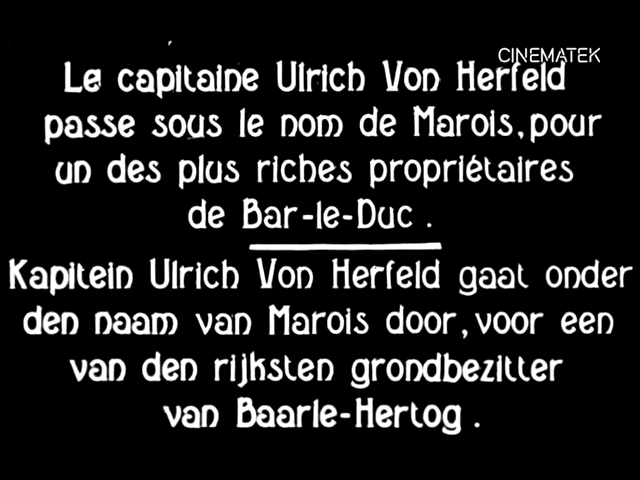 CINEMATEK
Le capitaine Ulrich Von Herfeld
passe sous le nom de Marois, pour
un des plus riches propriétaires
de Bar-le-Duc.
Kapitein Ulrich Von Herfeld gaat onder
den naam van Marois door, voor een
van den rijksten grondbezitter
van Baarle-Hertog.